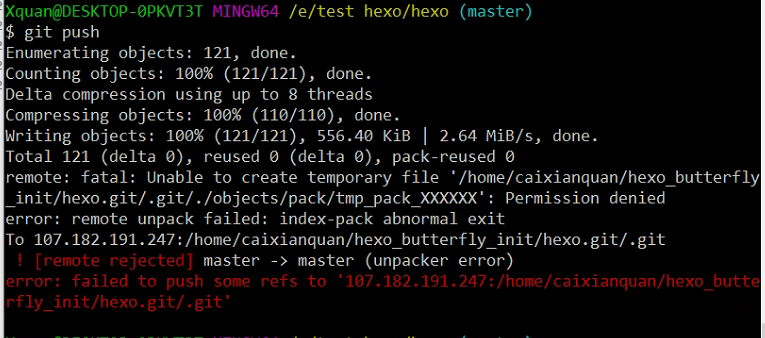 Xquan@DESKTOP-0PKVT3T MINGW64 /e/test hexo/hexo (master)
$ git push
Enumerating objects: 121, done.
Counting objects: 100% (121/121), done.
Delta compression using up to 8 threads
Compressing objects: 100% (110/110), done.
Writing objects: 100% (121/121), 556.40 KiB | 2.64 MiB/s, done.
Total 121 (delta 0), reused 0 (delta 0), pack-reused 0
remote: fatal: Unable to create temporary file '/home/caixianquan/hexo_butterfly
_init/hexo.git/.git/./objects/pack/tmp_pack_XXXXXX': Permission denied
error: remote unpack failed: index-pack abnormal exit
To 107.182.191.247:/home/caixianquan/hexo_butterfly_init/hexo.git/.git
 ! [remote rejected] master -> master (unpacker error)
error: failed to push some refs to '107.182.191.247:/home/caixianquan/hexo_butte
rfly_init/hexo.git/.git'